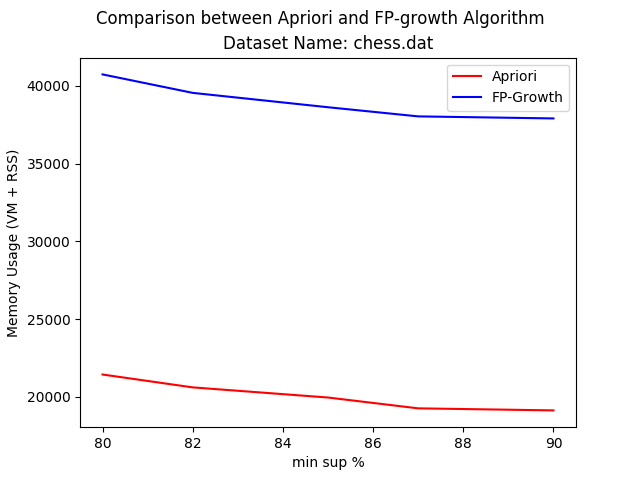 Comparison between Apriori and FP-growth Algorithm
Dataset Name: chess.dat
Apriori
FP-Growth
Memory Usage (VM + RSS)
40000
35000
30000
25000
20000
80 82 84 86 88 90
min sup %